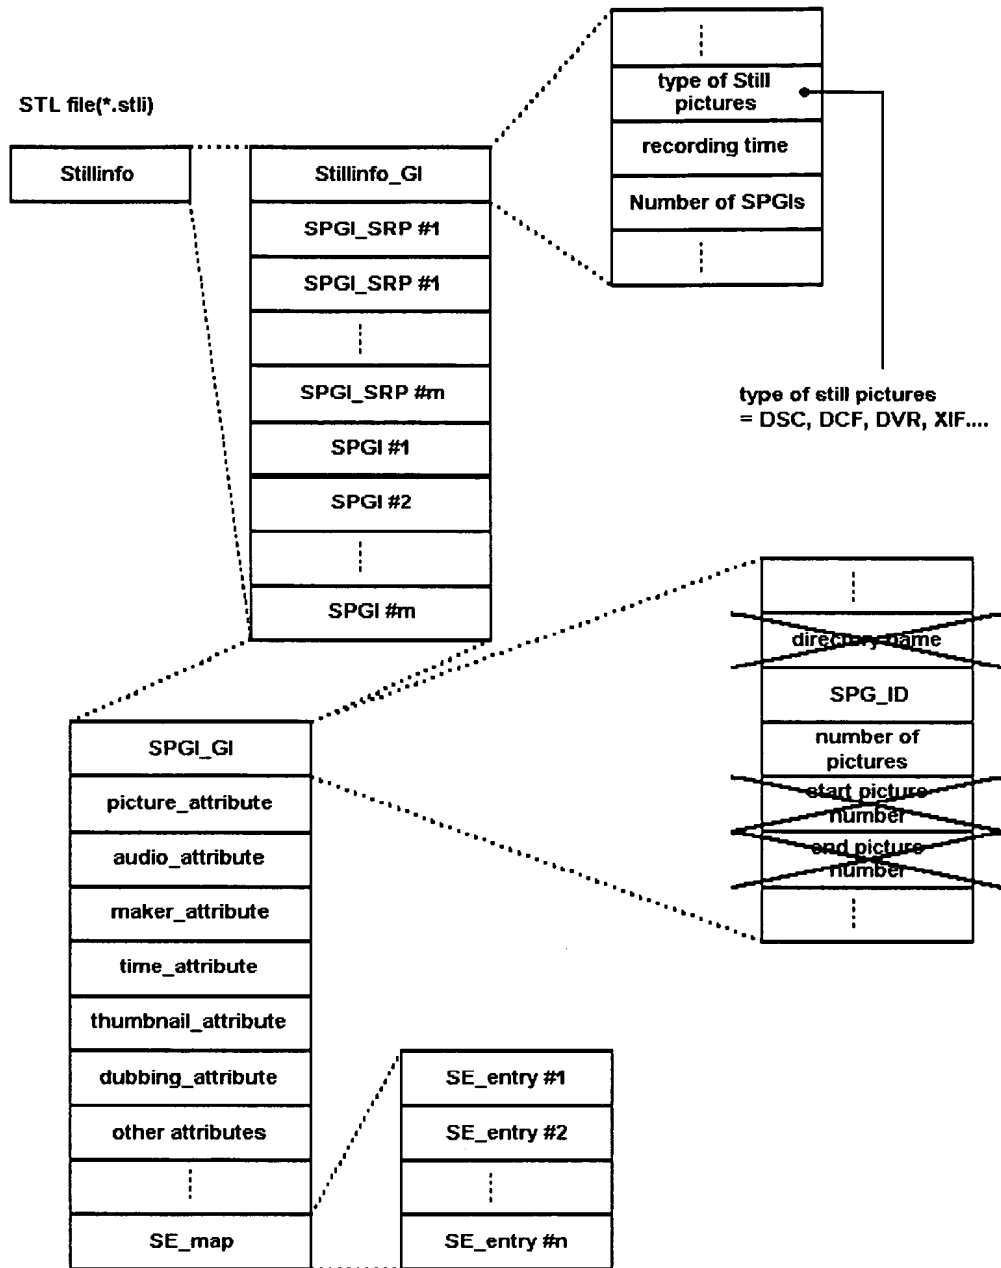 STL file(*.stli)
Stillinfo
Stillinfo_GI
SPGI_SRP #1
SPGI_SRP #1
SPGI_SRP #m
SPGI #1
SPGI #2
SPGI #m
type of Still
pictures
recording time
Number of SPGIs
type of still pictures
= DSC, DCF, DVR, XIF....
directory name
SPG_ID
number of
pictures
start picture
number
end picture
number
SPGI_GI
picture_attribute
audio_attribute
maker_attribute
time_attribute
thumbnail_attribute
dubbing_attribute
other attributes
SE_map
SE_entry #1
SE_entry #2
SE_entry #n